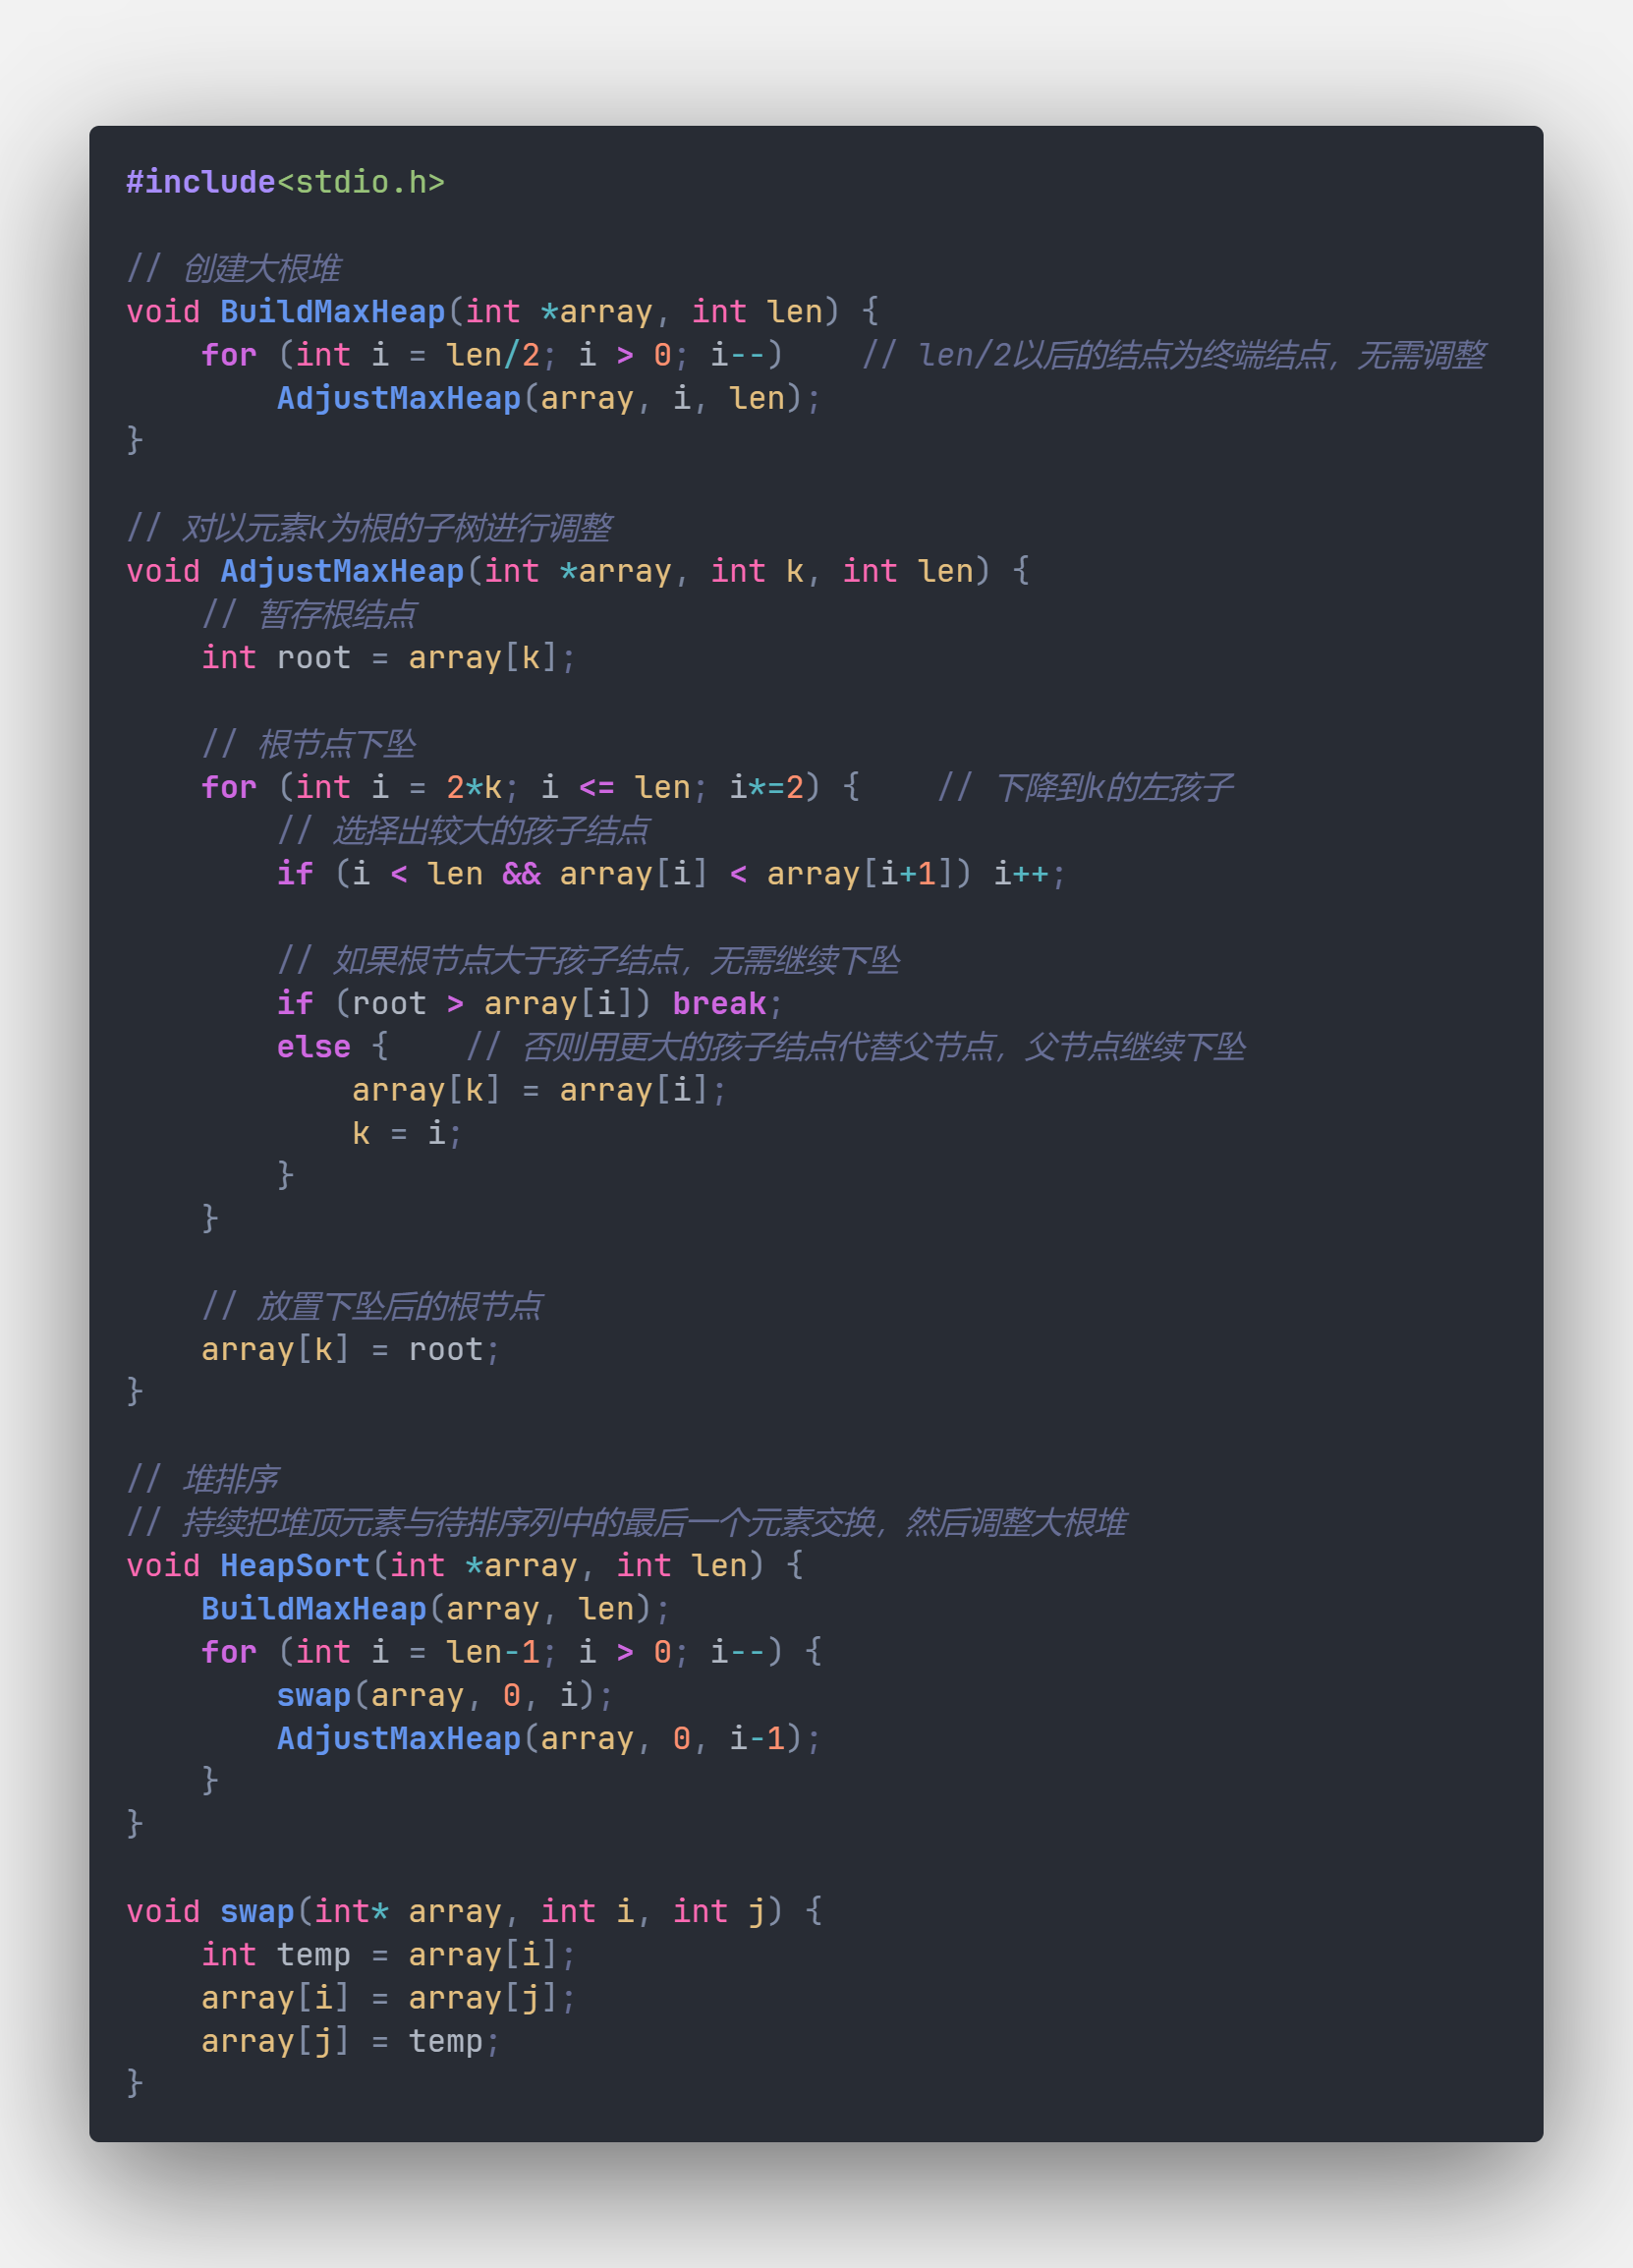 #include<stdio.h>

// 创建大根堆
void BuildMaxHeap(int *array, int len) {
    for (int i = len/2; i > 0; i--)    // len/2以后的结点为终端结点，无需调整
        AdjustMaxHeap(array, i, len);
}

// 对以元素k为根的子树进行调整
void AdjustMaxHeap(int *array, int k, int len) {
    // 暂存根结点
    int root = array[k];

    // 根节点下坠
    for (int i = 2*k; i <= len; i*=2) {    // 下降到k的左孩子
        // 选择出较大的孩子结点
        if (i < len && array[i] < array[i+1]) i++;

        // 如果根节点大于孩子结点，无需继续下坠
        if (root > array[i]) break;
        else {    // 否则用更大的孩子结点代替父节点，父节点继续下坠
            array[k] = array[i];
            k = i;
        }
    }

    // 放置下坠后的根节点
    array[k] = root;
}

// 堆排序
// 持续把堆顶元素与待排序列中的最后一个元素交换，然后调整大根堆
void HeapSort(int *array, int len) {
    BuildMaxHeap(array, len);
    for (int i = len-1; i > 0; i--) {
        swap(array, 0, i);
        AdjustMaxHeap(array, 0, i-1);
    }
}

void swap(int* array, int i, int j) {
    int temp = array[i];
    array[i] = array[j];
    array[j] = temp;
}